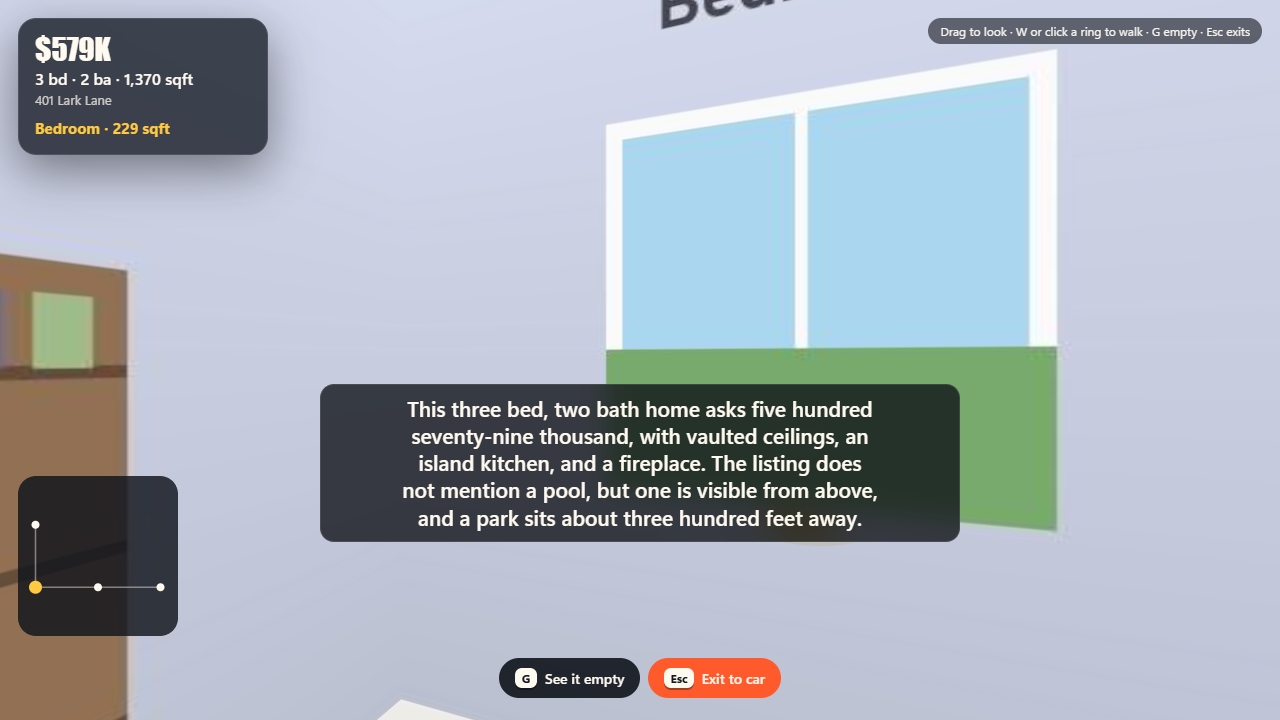 $579K
3 bd · 2 ba · 1,370 sqft
401 Lark Lane
Bedroom · 229 sqft
Drag to look · W or click a ring to walk · G empty · Esc exits
This three bed, two bath home asks five hundred
seventy-nine thousand, with vaulted ceilings, an
island kitchen, and a fireplace. The listing does
not mention a pool, but one is visible from above,
and a park sits about three hundred feet away.
G See it empty
Esc Exit to car